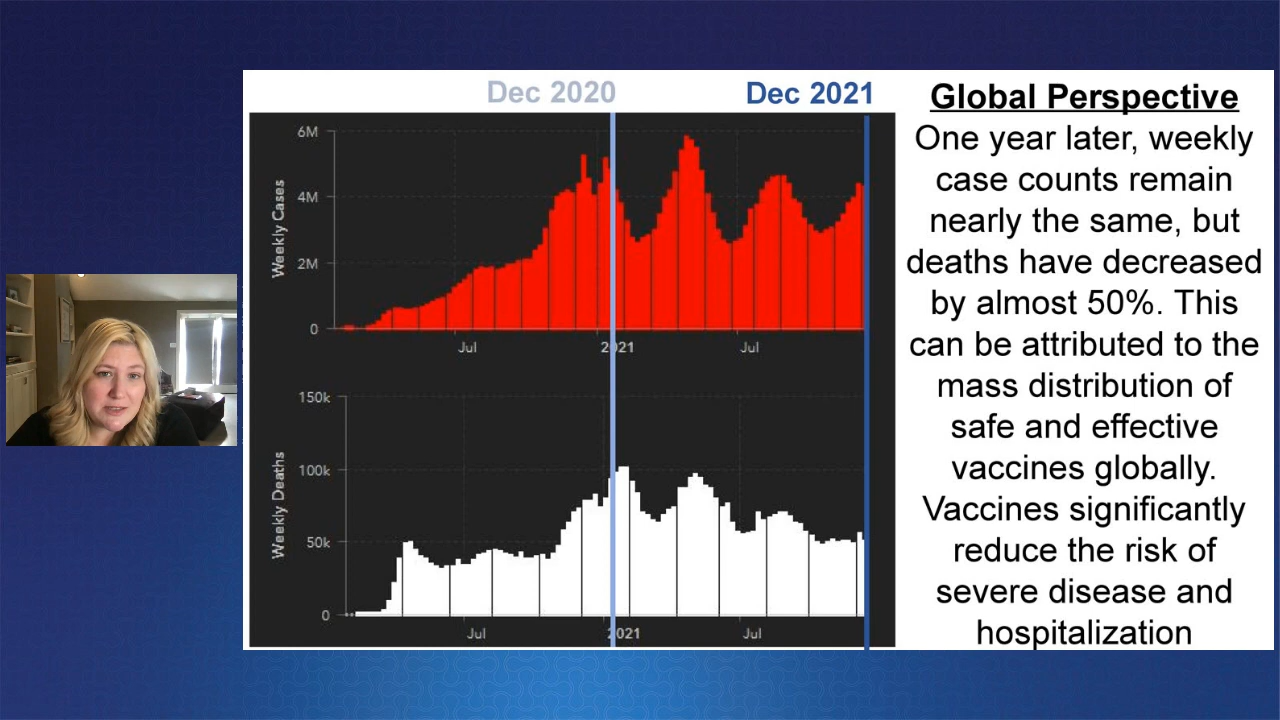 Dec 2020
Dec 2021
6M
4M
2M
0
Weekly Cases
Jul
2021
Jul
150k
100k
50k
0
Weekly Deaths
Jul
2021
Jul
Global Perspective
One year later, weekly
case counts remain
nearly the same, but
deaths have decreased
by almost 50%. This
can be attributed to the
mass distribution of
safe and effective
vaccines globally.
Vaccines significantly
reduce the risk of
severe disease and
hospitalization